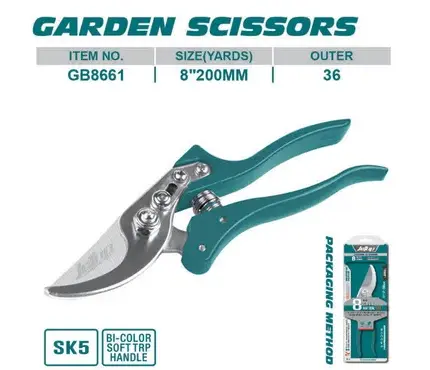 GARDEN SCISSORS
ITEM NO. SIZE(YARDS) OUTER
GB8661 8"200MM 36
PACKAGING METHOD
8
SK5
BI-COLOR
SOFT TRP
HANDLE